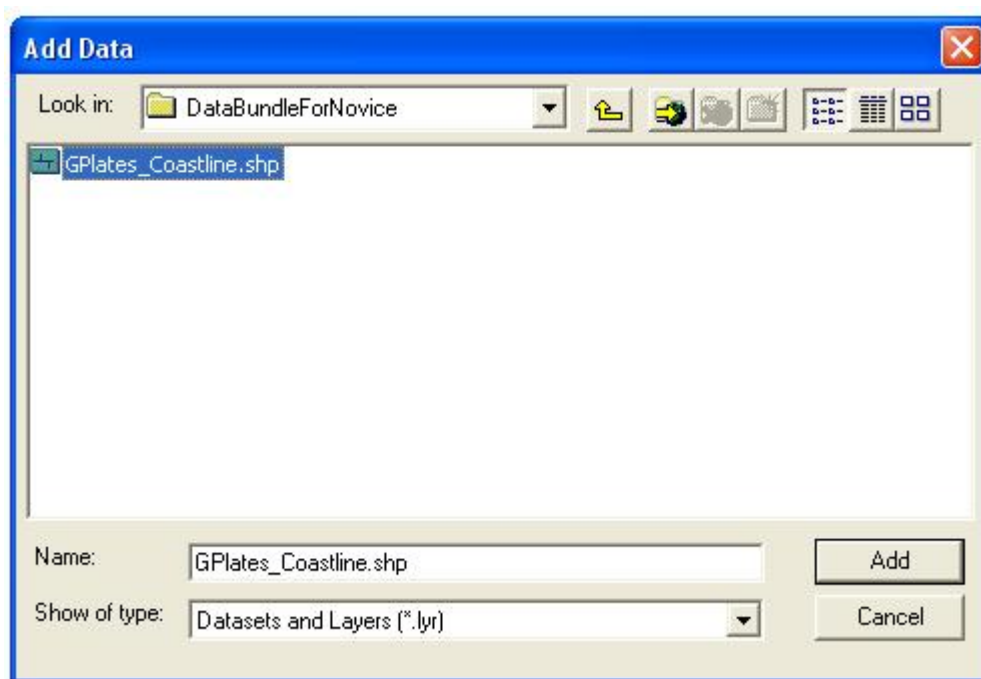 Add Data
Look in: DataBundleForNovice
GPlates_Coastline.shp
Name: GPlates_Coastline.shp
Add
Show of type: Datasets and Layers (*.lyr)
Cancel